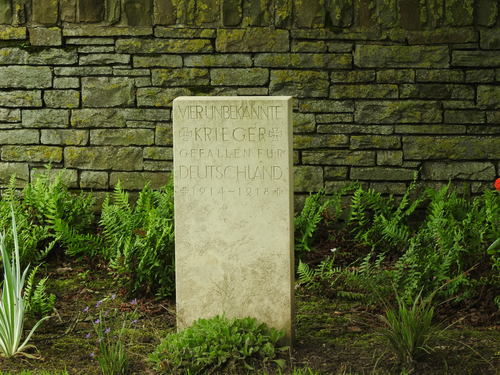 VIER UNBEKANNTE
KRIEGER
GEFALLEN FÜR
DEUTSCHLAND
1914-1918